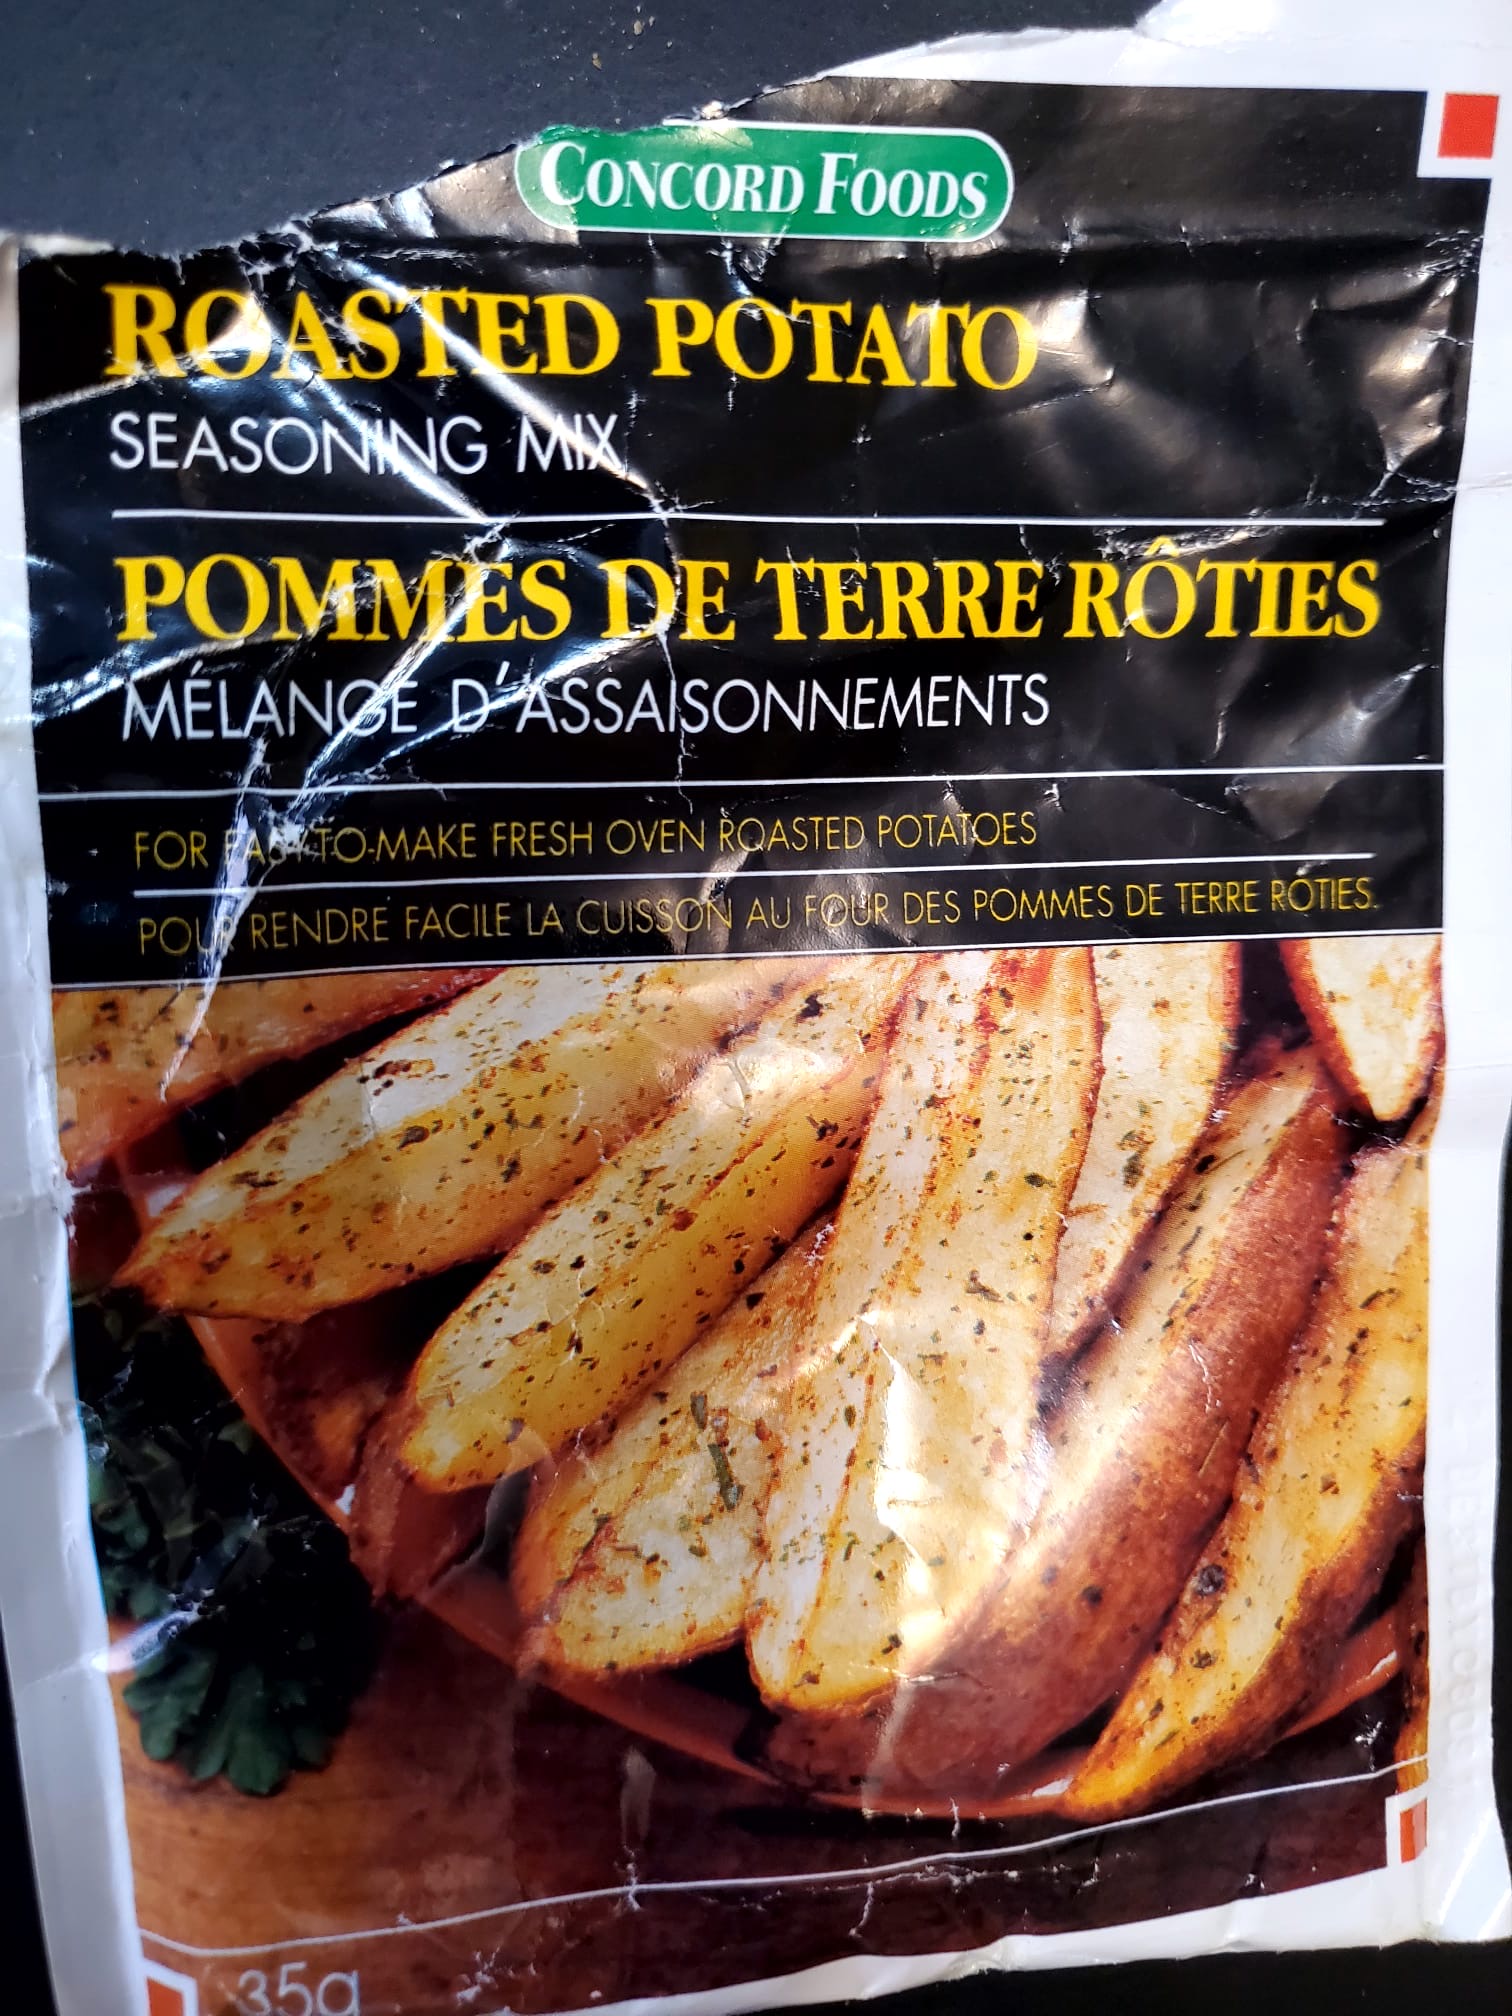 CONCORD FOODS
ROASTED POTATO
SEASONING MIX
POMMES DE TERRE RÔTIES
MÉLANGE D'ASSAISONNEMENTS
FOR EASY-TO-MAKE FRESH OVEN ROASTED POTATOES
POUR RENDRE FACILE LA CUISSON AU FOUR DES POMMES DE TERRE RÔTIES.
35g